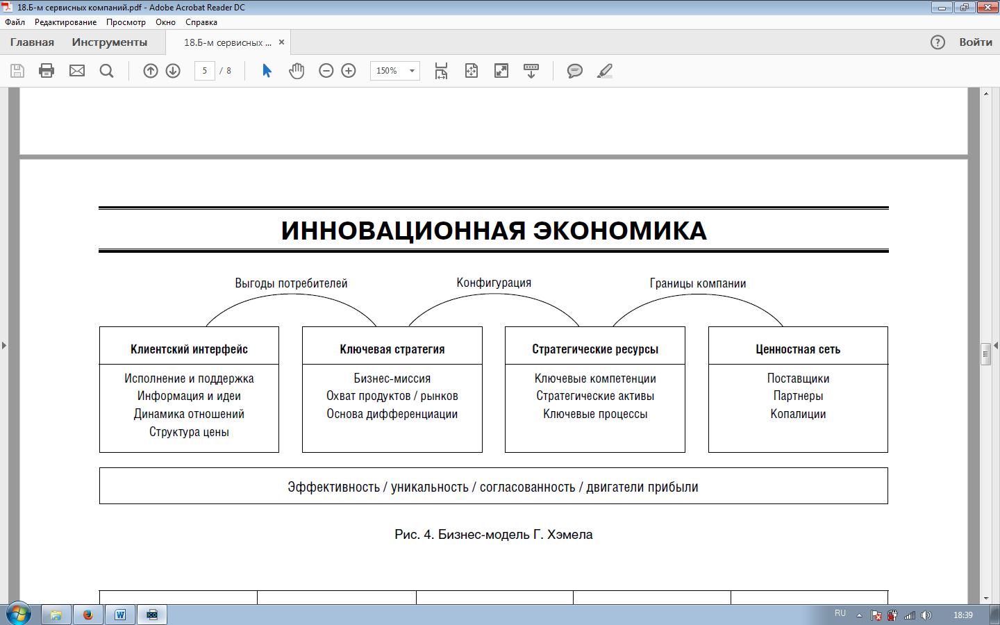 18.Б-м сервисных компаний.pdf - Adobe Acrobat Reader DC
Файл Редактирование Просмотр Окно Справка
Главная Инструменты 18.Б-м сервисных ... × ? Войти
5 / 8 150%
ИННОВАЦИОННАЯ ЭКОНОМИКА
Выгоды потребителей Конфигурация Границы компании
Клиентский интерфейс
Исполнение и поддержка
Информация и идеи
Динамика отношений
Структура цены
Ключевая стратегия
Бизнес-миссия
Охват продуктов / рынков
Основа дифференциации
Стратегические ресурсы
Ключевые компетенции
Стратегические активы
Ключевые процессы
Ценностная сеть
Поставщики
Партнеры
Копалиции
Эффективность / уникальность / согласованность / двигатели прибыли
Рис. 4. Бизнес-модель Г. Хэмела
W ICO RU 18:39